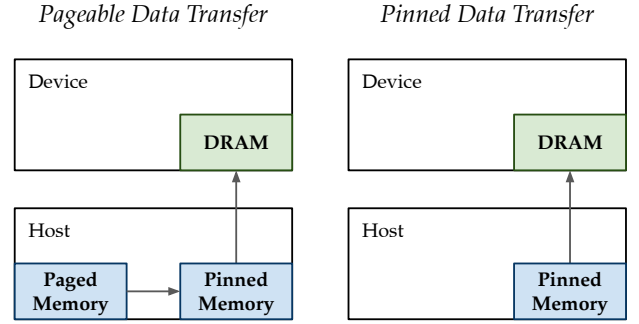 Pageable Data Transfer
Device
DRAM
Host
Paged
Memory
Pinned
Memory
Pinned Data Transfer
Device
DRAM
Host
Pinned
Memory